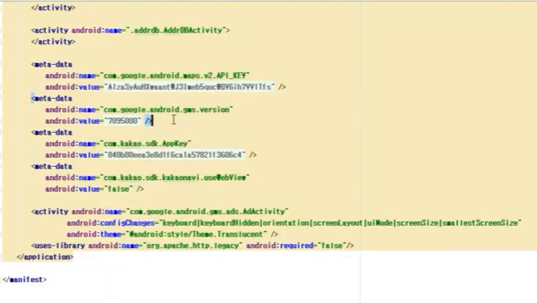 </activity>
<activity android:name=".addrdb.AddrDBActivity">
</activity>
<meta-data
android:name="com.google.android.maps.v2.API_KEY"
android:value=
<meta-data
android:name="com.google.android.gms.version"
android:value="7095000" />
<meta-data
android:name="com.kakao.sdk.AppKey"
android:value=
<meta-data
android:name="com.kakao.sdk.kakaonavi.useWebView"
android:value="false" />
<activity android:name="com.google.android.gms.ads.AdActivity"
android:configChanges="keyboard|keyboardHidden|orientation|screenLayout|uiMode|screenSize|smallestScreenSize"
android:theme="@android:style/Theme.Translucent" />
<uses-library android:name="org.apache.http.legacy" android:required="false"/>
</application>
</manifest>